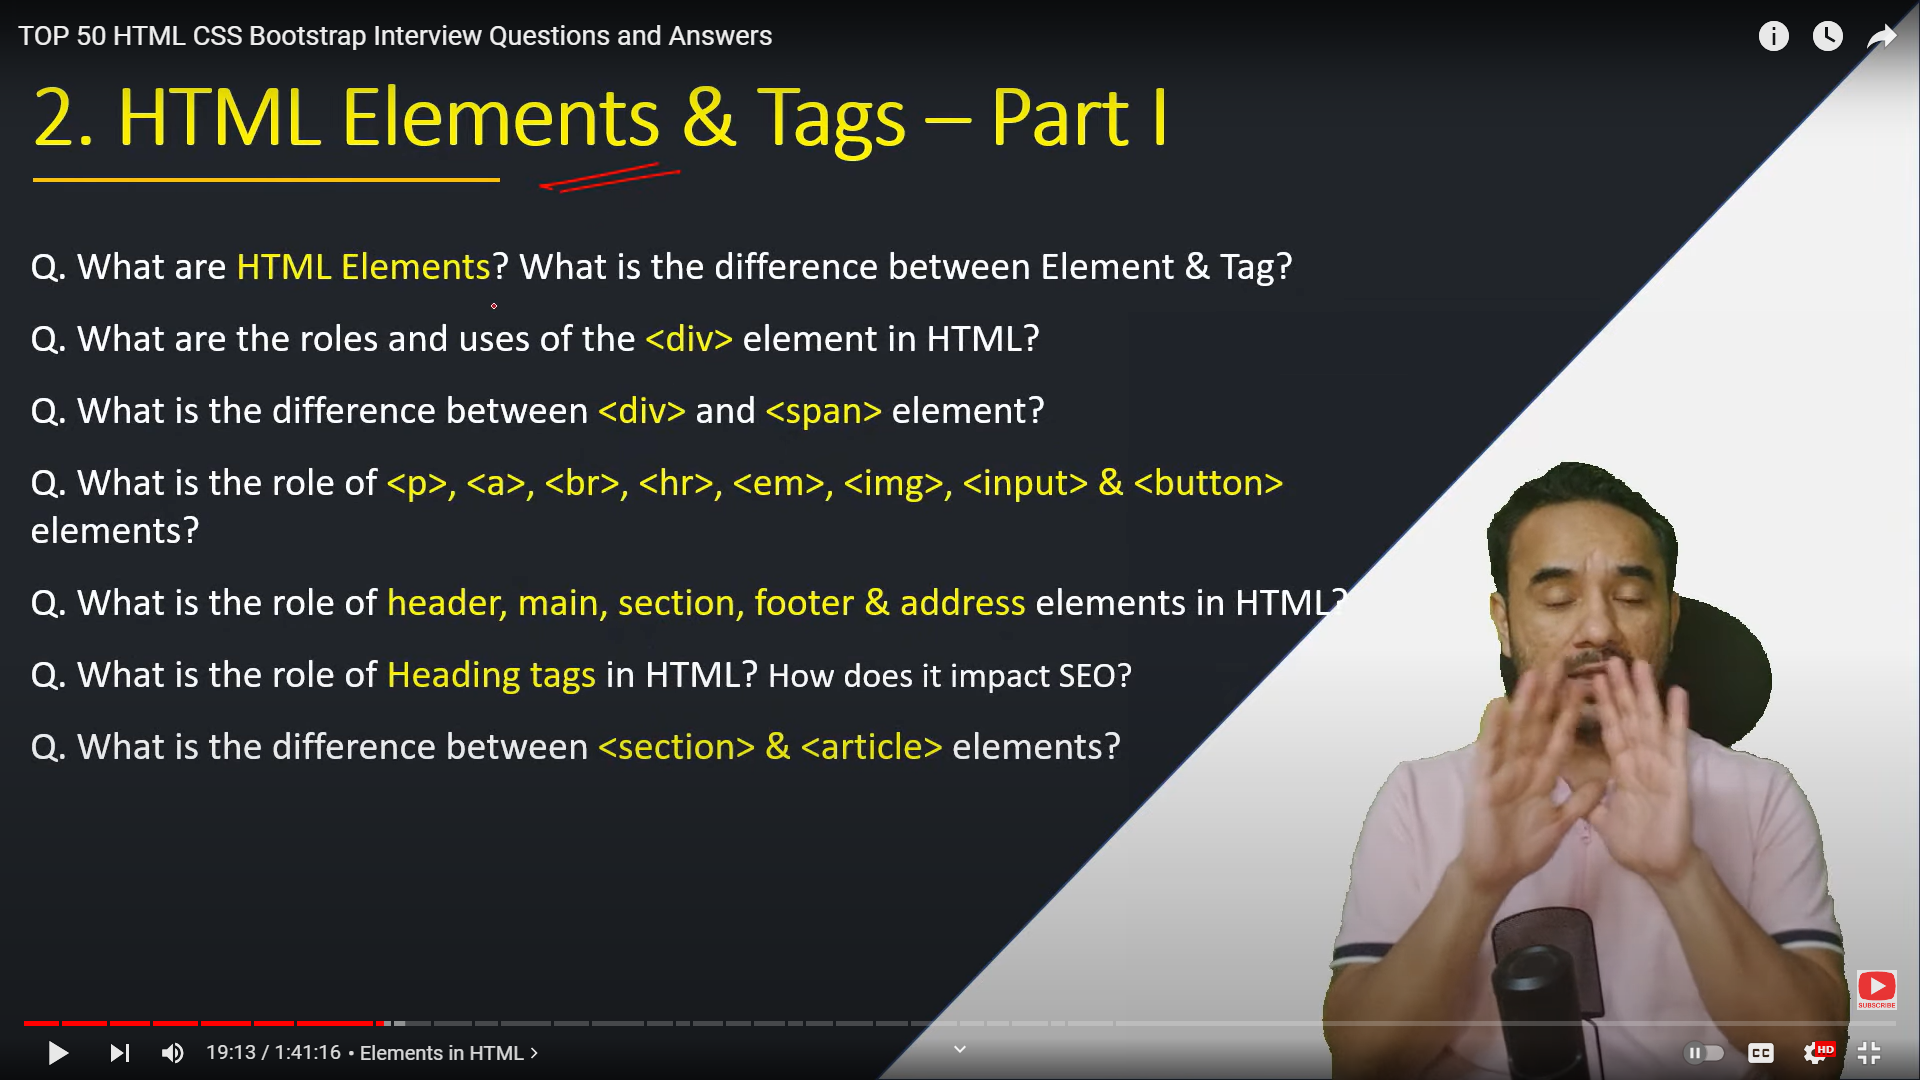 TOP 50 HTML CSS Bootstrap Interview Questions and Answers
2. HTML Elements & Tags – Part I
Q. What are HTML Elements? What is the difference between Element & Tag?
Q. What are the roles and uses of the <div> element in HTML?
Q. What is the difference between <div> and <span> element?
Q. What is the role of <p>, <a>, <br>, <hr>, <em>, <img>, <input> & <button>
elements?
Q. What is the role of header, main, section, footer & address elements in HTML?
Q. What is the role of Heading tags in HTML? How does it impact SEO?
Q. What is the difference between <section> & <article> elements?
SUBSCRIBE
19:13 / 1:41:16 • Elements in HTML >
CC
HD